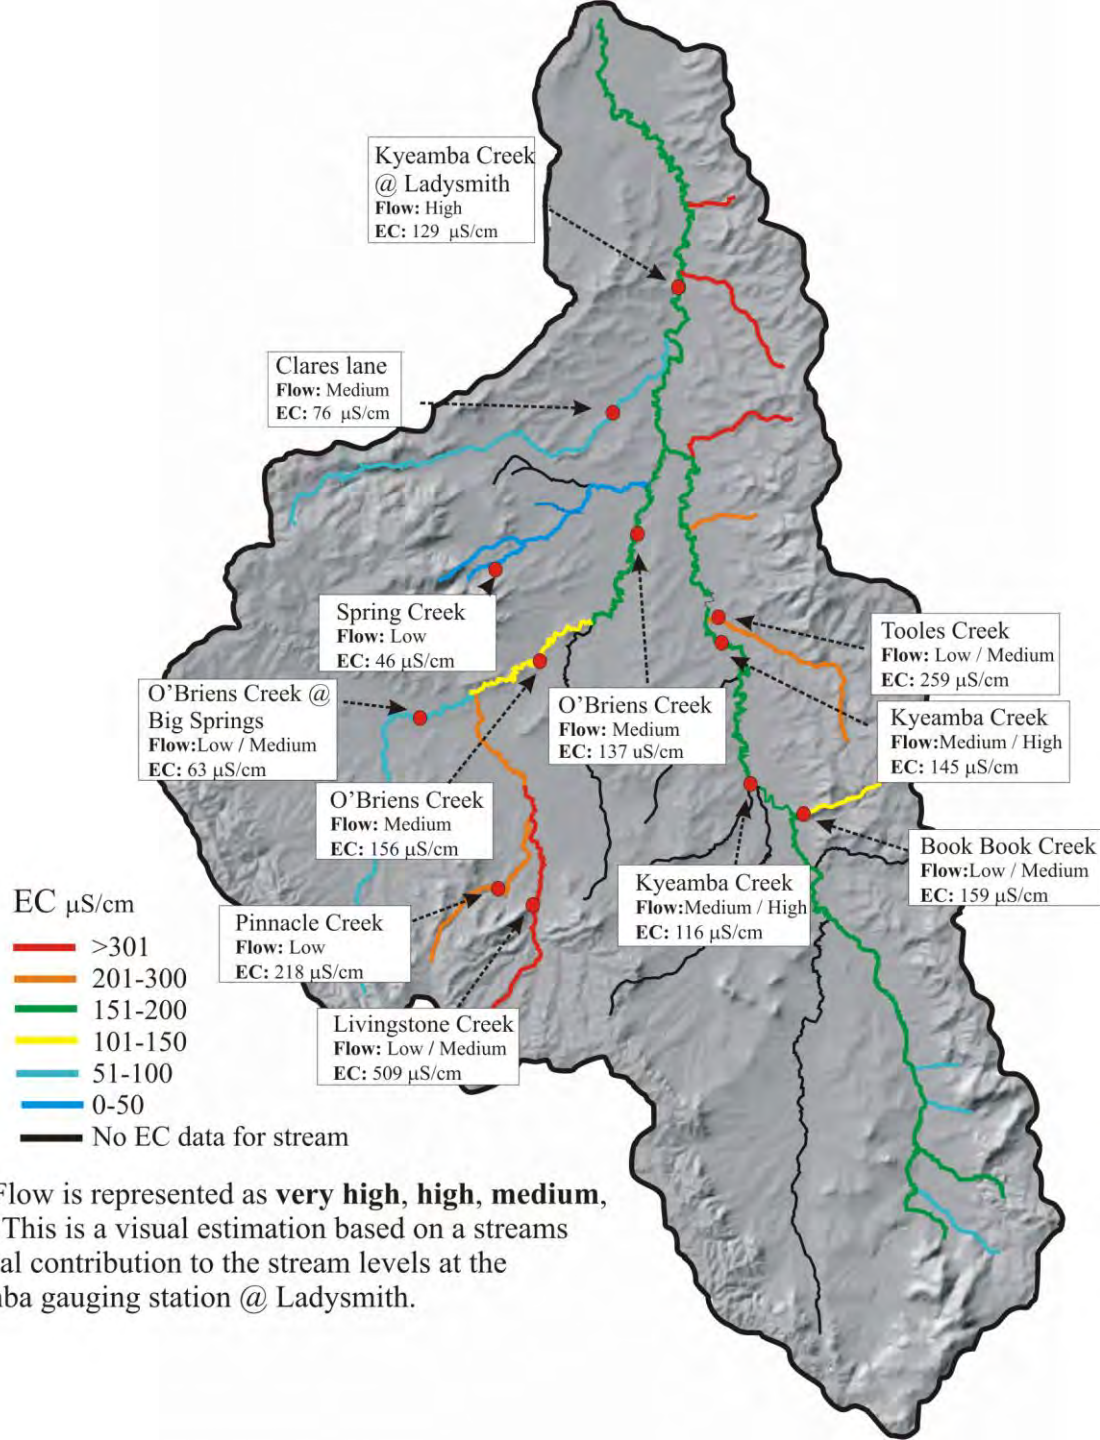 Kyeamba Creek
@ Ladysmith
Flow: High
EC: 129 μS/cm
Clares lane
Flow: Medium
EC: 76 μS/cm
Spring Creek
Flow: Low
EC: 46 μS/cm
O'Briens Creek @
Big Springs
Flow:Low / Medium
EC: 63 μS/cm
O'Briens Creek
Flow: Medium
EC: 137 uS/cm
Tooles Creek
Flow: Low / Medium
EC: 259 μS/cm
Kyeamba Creek
Flow:Medium / High
EC: 145 μS/cm
O'Briens Creek
Flow: Medium
EC: 156 μS/cm
Book Book Creek
Flow:Low / Medium
EC: 159 μS/cm
Kyeamba Creek
Flow:Medium / High
EC: 116 μS/cm
Pinnacle Creek
Flow: Low
EC: 218 μS/cm
Livingstone Creek
Flow: Low / Medium
EC: 509 μS/cm
EC μS/cm
>301
201-300
151-200
101-150
51-100
0-50
No EC data for stream
Flow is represented as very high, high, medium,
This is a visual estimation based on a streams
al contribution to the stream levels at the
ba gauging station @ Ladysmith.